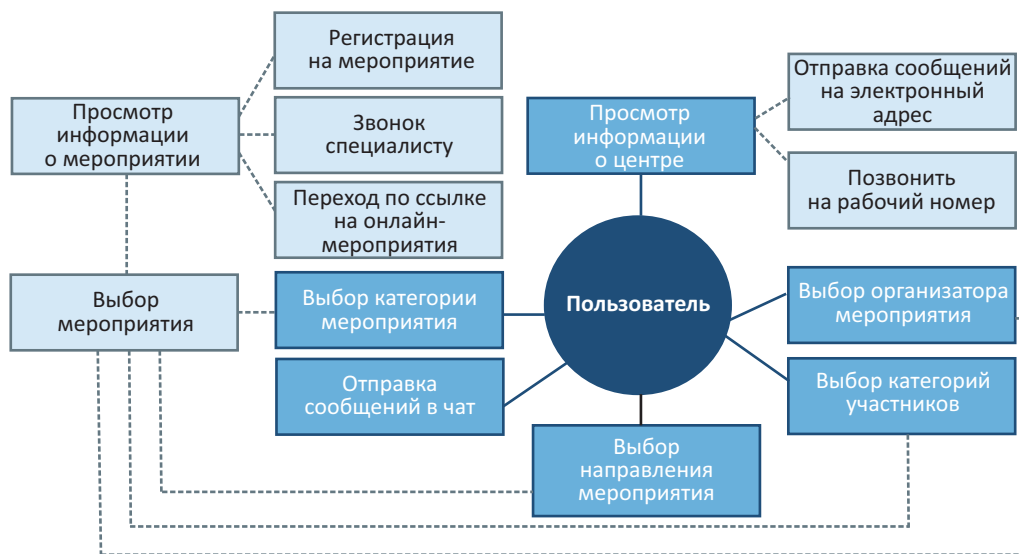 Регистрация
на мероприятие
Просмотр
информации
о мероприятии
Звонок
специалисту
Переход по ссылке
на онлайн-
мероприятия
Просмотр
информации
о центре
Отправка сообщений
на электронный
адрес
Позвонить
на рабочий номер
Выбор
мероприятия
Выбор категории
мероприятия
Пользователь
Выбор организатора
мероприятия
Отправка
сообщений в чат
Выбор категорий
участников
Выбор
направления
мероприятия